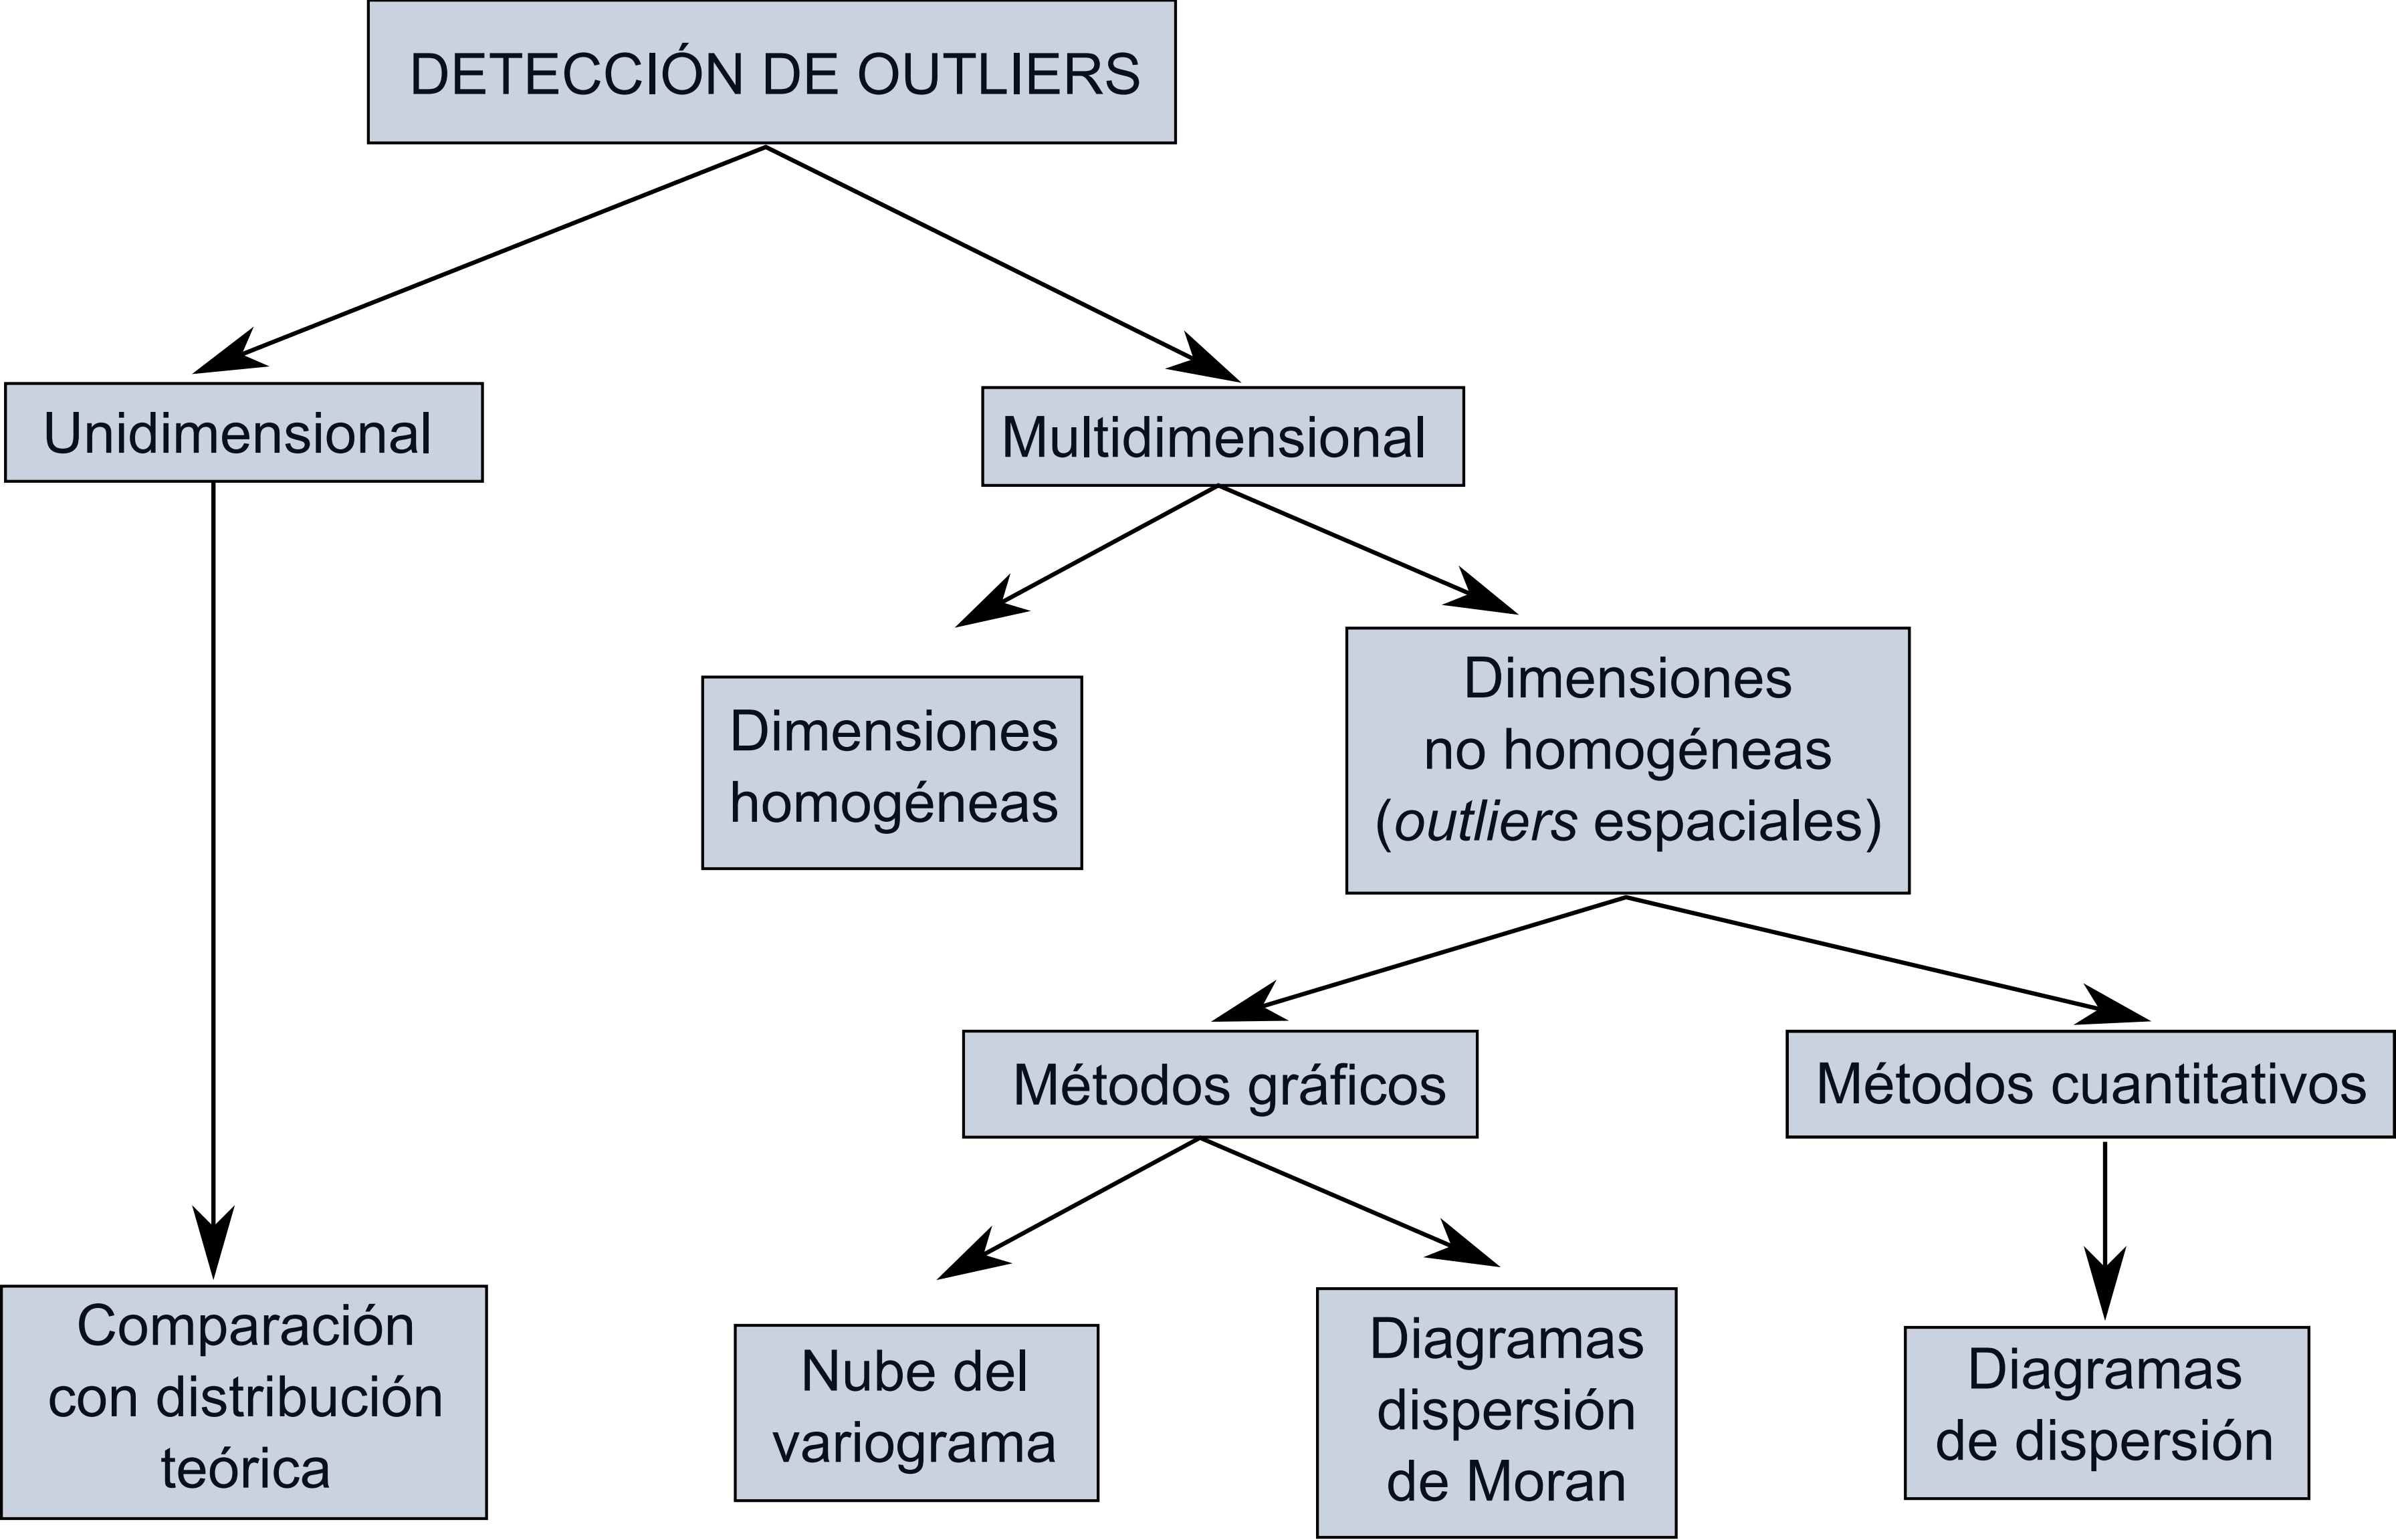 DETECCIÓN DE OUTLIERS
Unidimensional
Multidimensional
Dimensiones
homogéneas
Dimensiones
no homogéneas
(outliers espaciales)
Métodos gráficos
Métodos cuantitativos
Comparación
con distribución
teórica
Nube del
variograma
Diagramas
dispersión
de Moran
Diagramas
de dispersión